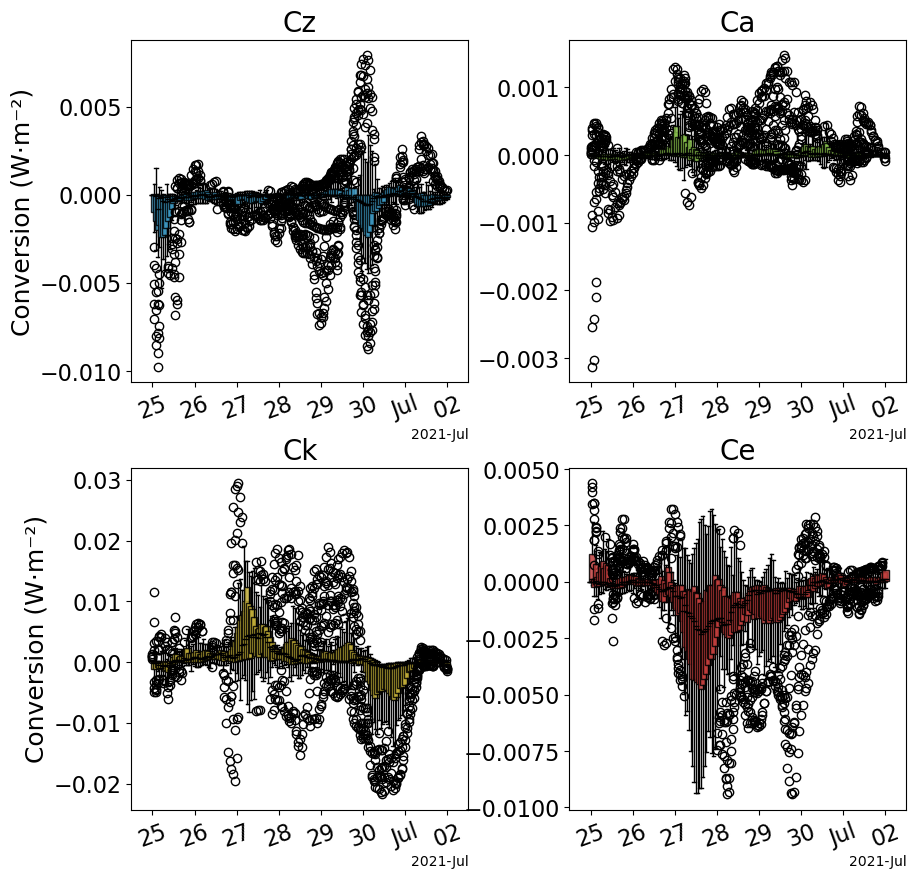 Cz
Conversion (W·m⁻²)
0.005
0.000
−0.005
−0.010
25 26 27 28 29 30 Jul 02
2021-Jul
Ca
0.001
0.000
−0.001
−0.002
−0.003
25 26 27 28 29 30 Jul 02
2021-Jul
Ck
Conversion (W·m⁻²)
0.03
0.02
0.01
0.00
−0.01
−0.02
25 26 27 28 29 30 Jul 02
2021-Jul
Ce
0.0050
0.0025
0.0000
−0.0025
−0.0050
−0.0075
−0.0100
25 26 27 28 29 30 Jul 02
2021-Jul